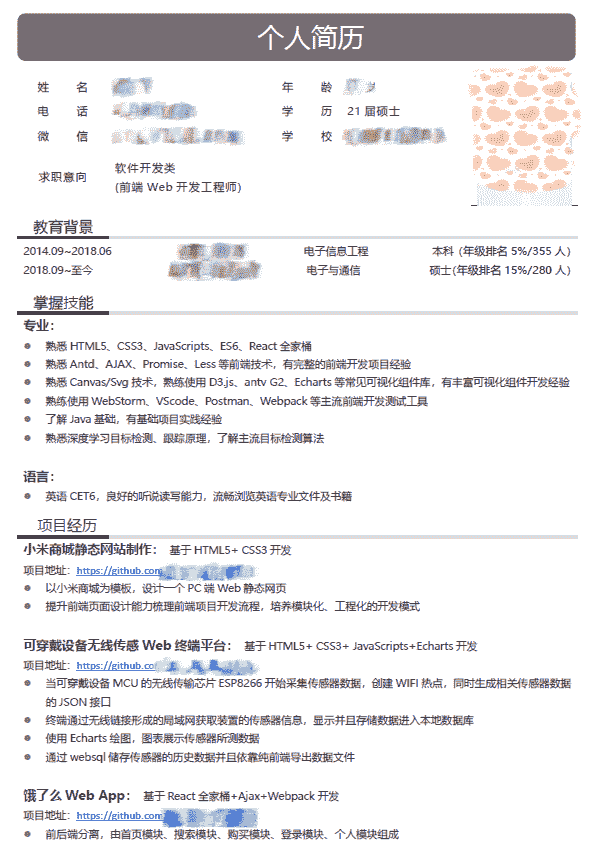 个人简历
姓 名 年 龄
电 话 学 历 21 届硕士
微 信 学 校
求职意向 软件开发类
(前端 Web 开发工程师)
教育背景
2014.09~2018.06 电子信息工程 本科 (年级排名 5%/355 人)
2018.09~至今 电子与通信 硕士(年级排名 15%/280 人)
掌握技能
专业：
熟悉 HTML5、CSS3、JavaScripts、ES6、React 全家桶
熟悉 Antd、AJAX、Promise、Less 等前端技术，有完整的前端开发项目经验
熟悉 Canvas/Svg 技术，熟练使用 D3.js、antv G2、Echarts 等常见可视化组件库，有丰富可视化组件开发经验
熟练使用 WebStorm、VScode、Postman、Webpack 等主流前端开发测试工具
了解 Java 基础，有基础项目实践经验
熟悉深度学习目标检测、跟踪原理，了解主流目标检测算法
语言：
英语 CET6，良好的听说读写能力，流畅浏览英语专业文件及书籍
项目经历
小米商城静态网站制作： 基于 HTML5+ CSS3 开发
项目地址：https://github.com
以小米商城为模板，设计一个 PC 端 Web 静态网页
提升前端页面设计能力梳理前端项目开发流程，培养模块化、工程化的开发模式
可穿戴设备无线传感 Web 终端平台： 基于 HTML5+ CSS3+ JavaScripts+Echarts 开发
项目地址：https://github.co
当可穿戴设备 MCU 的无线传输芯片 ESP8266 开始采集传感器数据，创建 WIFI 热点，同时生成相关传感器数据
的 JSON 接口
终端通过无线链接形成的局域网获取装置的传感器信息，显示并且存储数据进入本地数据库
使用 Echarts 绘图，图表展示传感器所测数据
通过 websql 储存传感器的历史数据并且依靠纯前端导出数据文件
饿了么 Web App： 基于 React 全家桶+Ajax+Webpack 开发
项目地址：https://github.com
前后端分离，由首页模块、搜索模块、购买模块、登录模块、个人模块组成